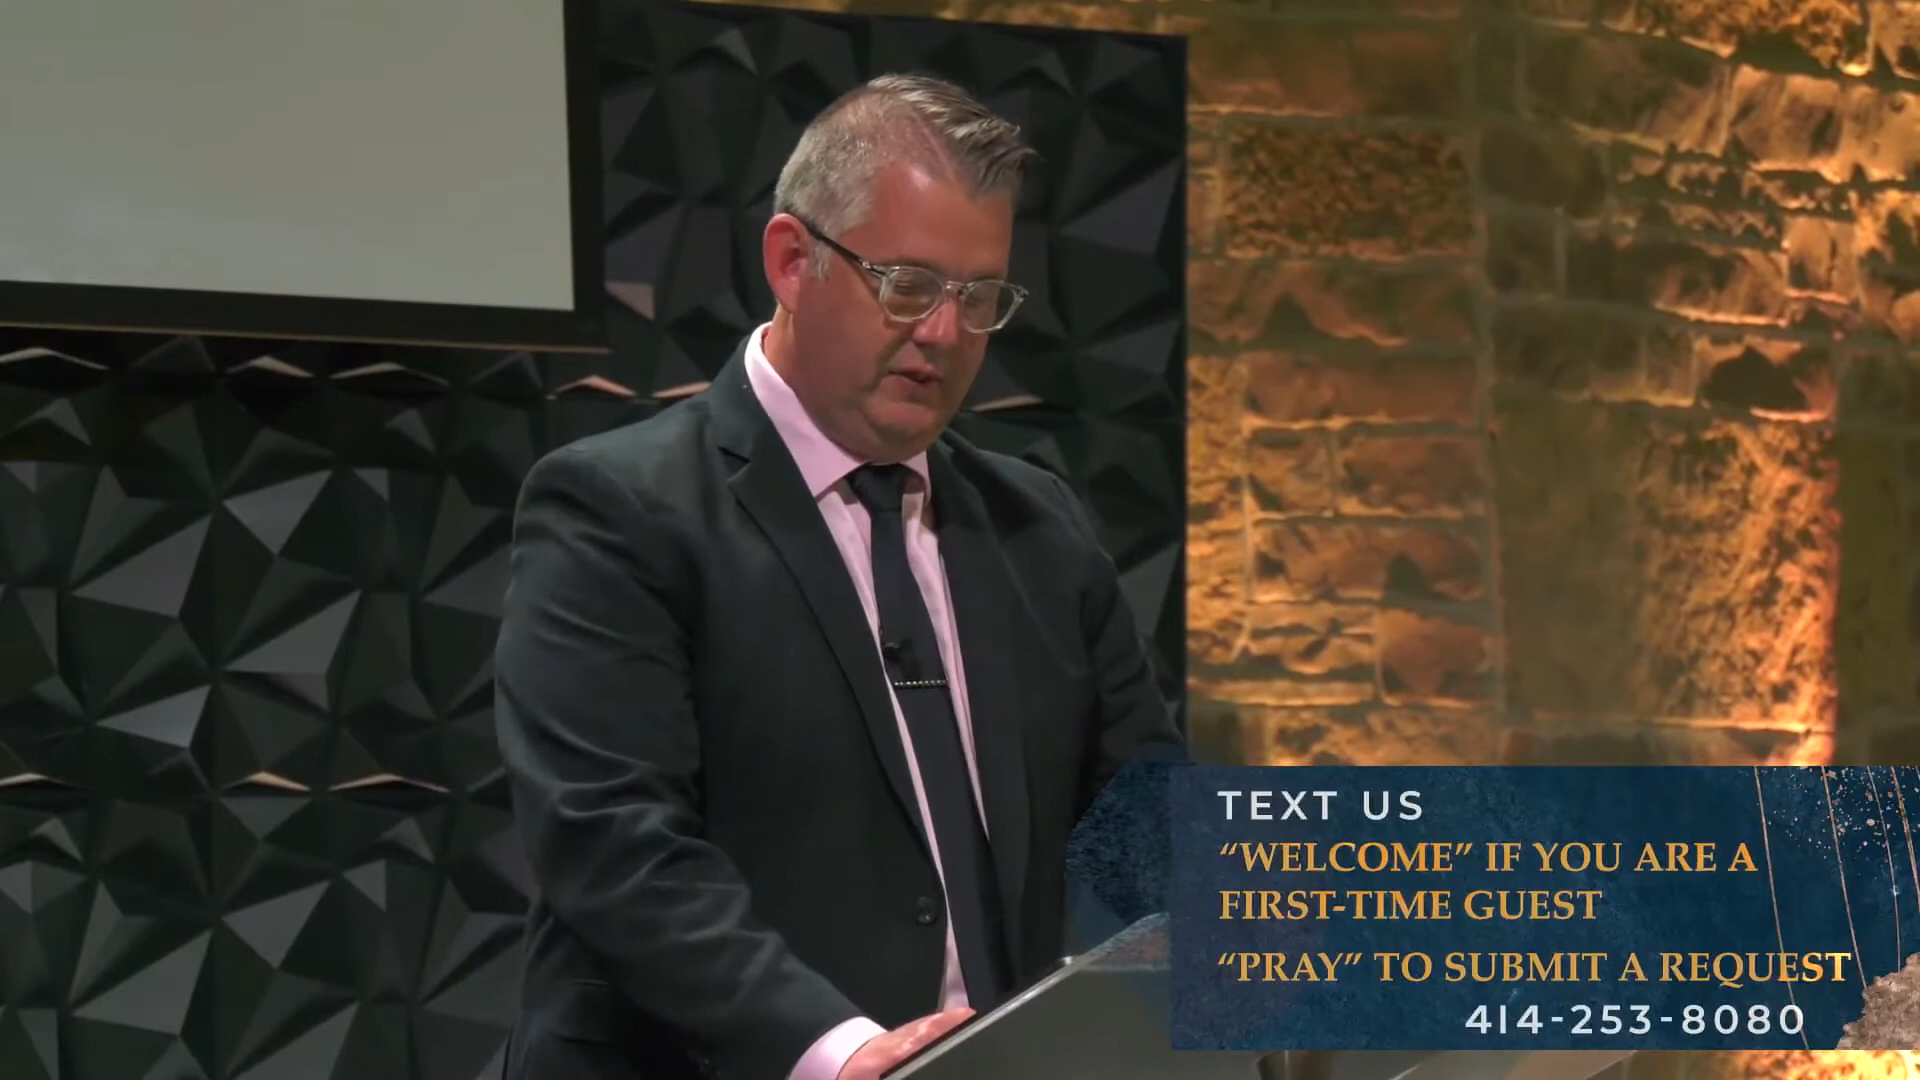 TEXT US
“WELCOME” IF YOU ARE A
FIRST-TIME GUEST
“PRAY” TO SUBMIT A REQUEST
414-253-8080